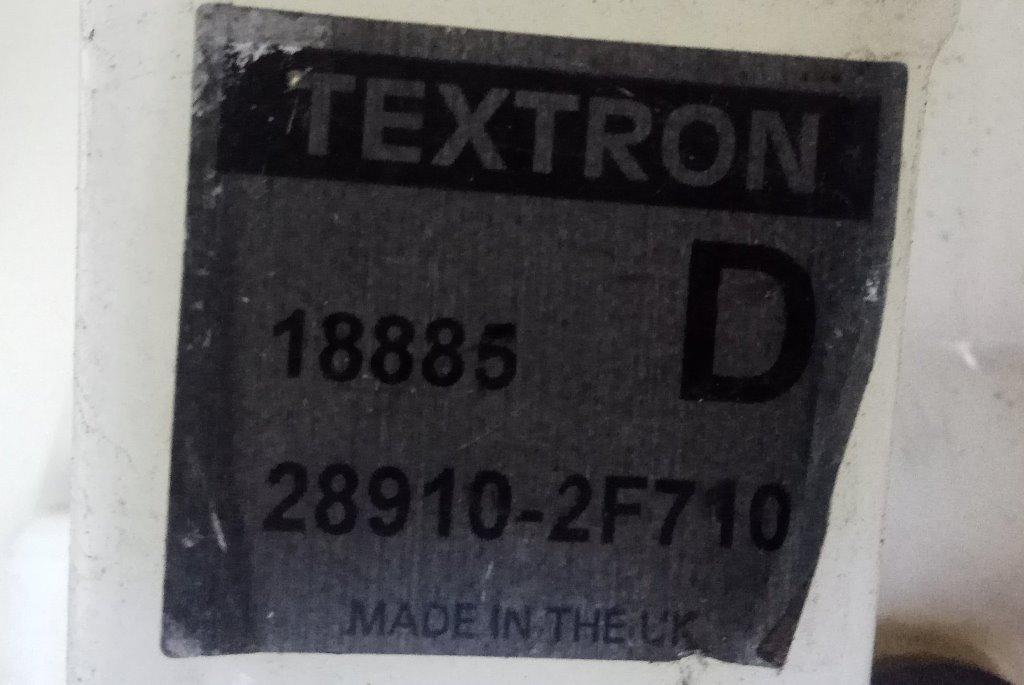 TEXTRON
D
18885
28910-2F710
MADE IN THE UK